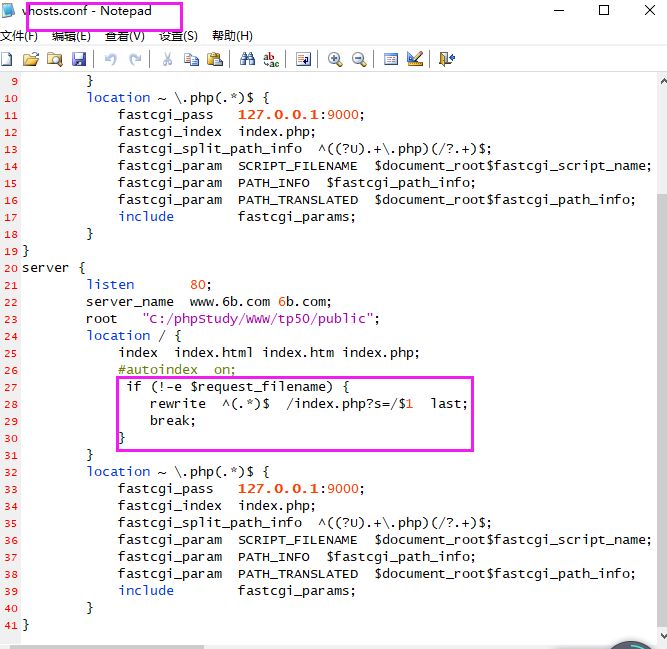 vhosts.conf - Notepad
文件(F) 编辑(E) 查看(V) 设置(S) 帮助(H)
9 }
10 location ~ \.php(.*)$ {
11 fastcgi_pass 127.0.0.1:9000;
12 fastcgi_index index.php;
13 fastcgi_split_path_info ^((?U).+\.php)(/?.+)$;
14 fastcgi_param SCRIPT_FILENAME $document_root$fastcgi_script_name;
15 fastcgi_param PATH_INFO $fastcgi_path_info;
16 fastcgi_param PATH_TRANSLATED $document_root$fastcgi_path_info;
17 include fastcgi_params;
18 }
19 }
20 server {
21 listen 80;
22 server_name www.6b.com 6b.com;
23 root "C:/phpStudy/WWW/tp50/public";
24 location / {
25 index index.html index.htm index.php;
26 #autoindex on;
27 if (!-e $request_filename) {
28 rewrite ^(.*)$ /index.php?s=/$1 last;
29 break;
30 }
31 }
32 location ~ \.php(.*)$ {
33 fastcgi_pass 127.0.0.1:9000;
34 fastcgi_index index.php;
35 fastcgi_split_path_info ^((?U).+\.php)(/?.+)$;
36 fastcgi_param SCRIPT_FILENAME $document_root$fastcgi_script_name;
37 fastcgi_param PATH_INFO $fastcgi_path_info;
38 fastcgi_param PATH_TRANSLATED $document_root$fastcgi_path_info;
39 include fastcgi_params;
40 }
41 }